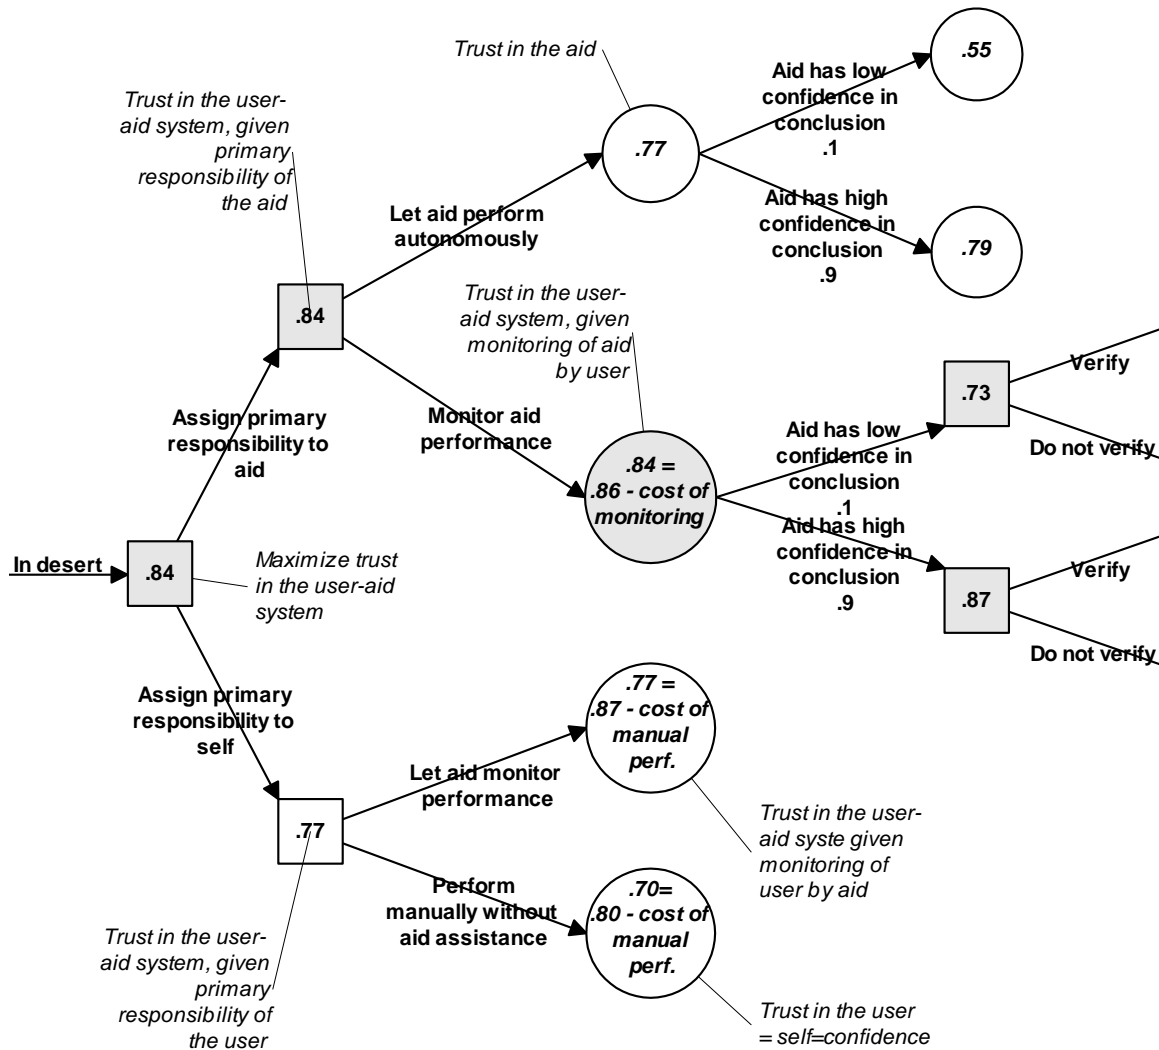 Trust in the aid
.55
Aid has low
confidence in
conclusion
.1
Trust in the user-
aid system, given
primary
responsibility of
the aid
.77
Aid has high
confidence in
conclusion
.9
.79
Let aid perform
autonomously
.84
Trust in the user-
aid system, given
monitoring of aid
by user
Verify
.73
Do not verify
Assign primary
responsibility to
aid
Monitor aid
performance
Aid has low
confidence in
conclusion
.1
.84 =
.86 - cost of
monitoring
Aid has high
confidence in
conclusion
.9
Verify
.87
Do not verify
In desert
.84
Maximize trust
in the user-aid
system
Assign primary
responsibility to
self
.77 =
.87 - cost of
manual
perf.
Let aid monitor
performance
.77
Trust in the user-
aid syste given
monitoring of
user by aid
Perform
manually without
aid assistance
.70=
.80 - cost of
manual
perf.
Trust in the user-
aid system, given
primary
responsibility of
the user
Trust in the user
= self=confidence